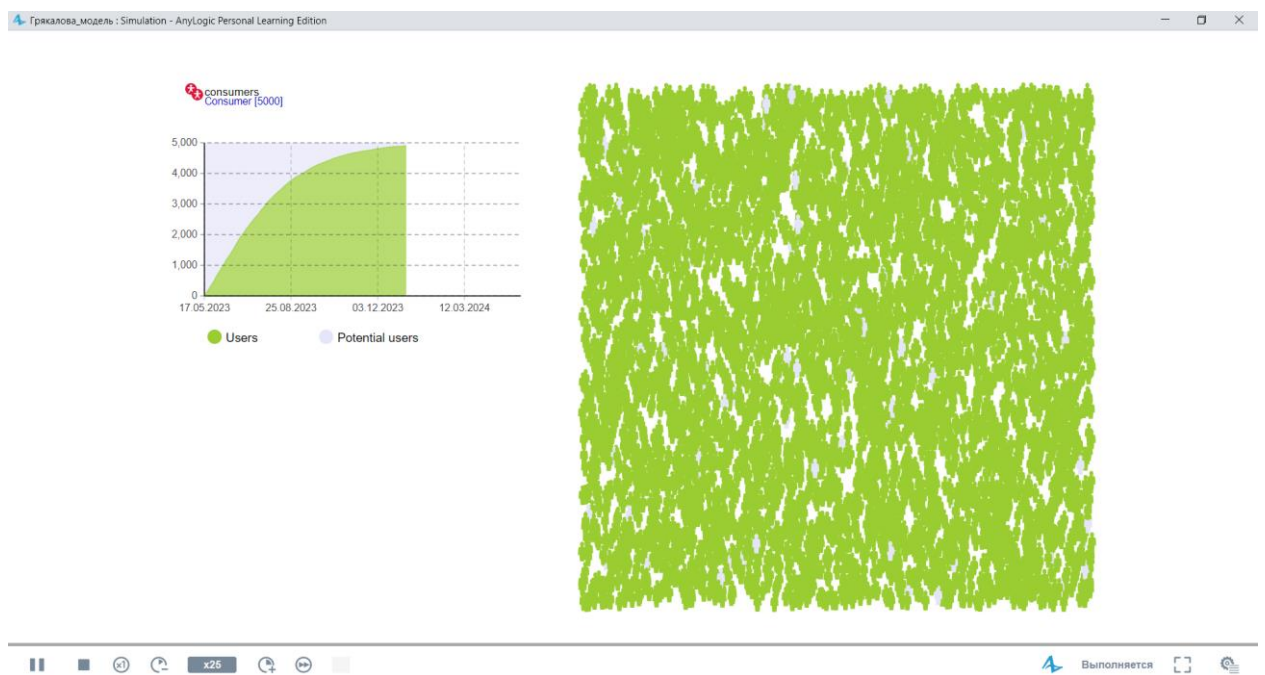 Грякалова_модель : Simulation - AnyLogic Personal Learning Edition
consumers
Consumer [5000]
5,000
4,000
3,000
2,000
1,000
0
17.05.2023 25.08.2023 03.12.2023 12.03.2024
Users Potential users
x1 x25 Выполняется